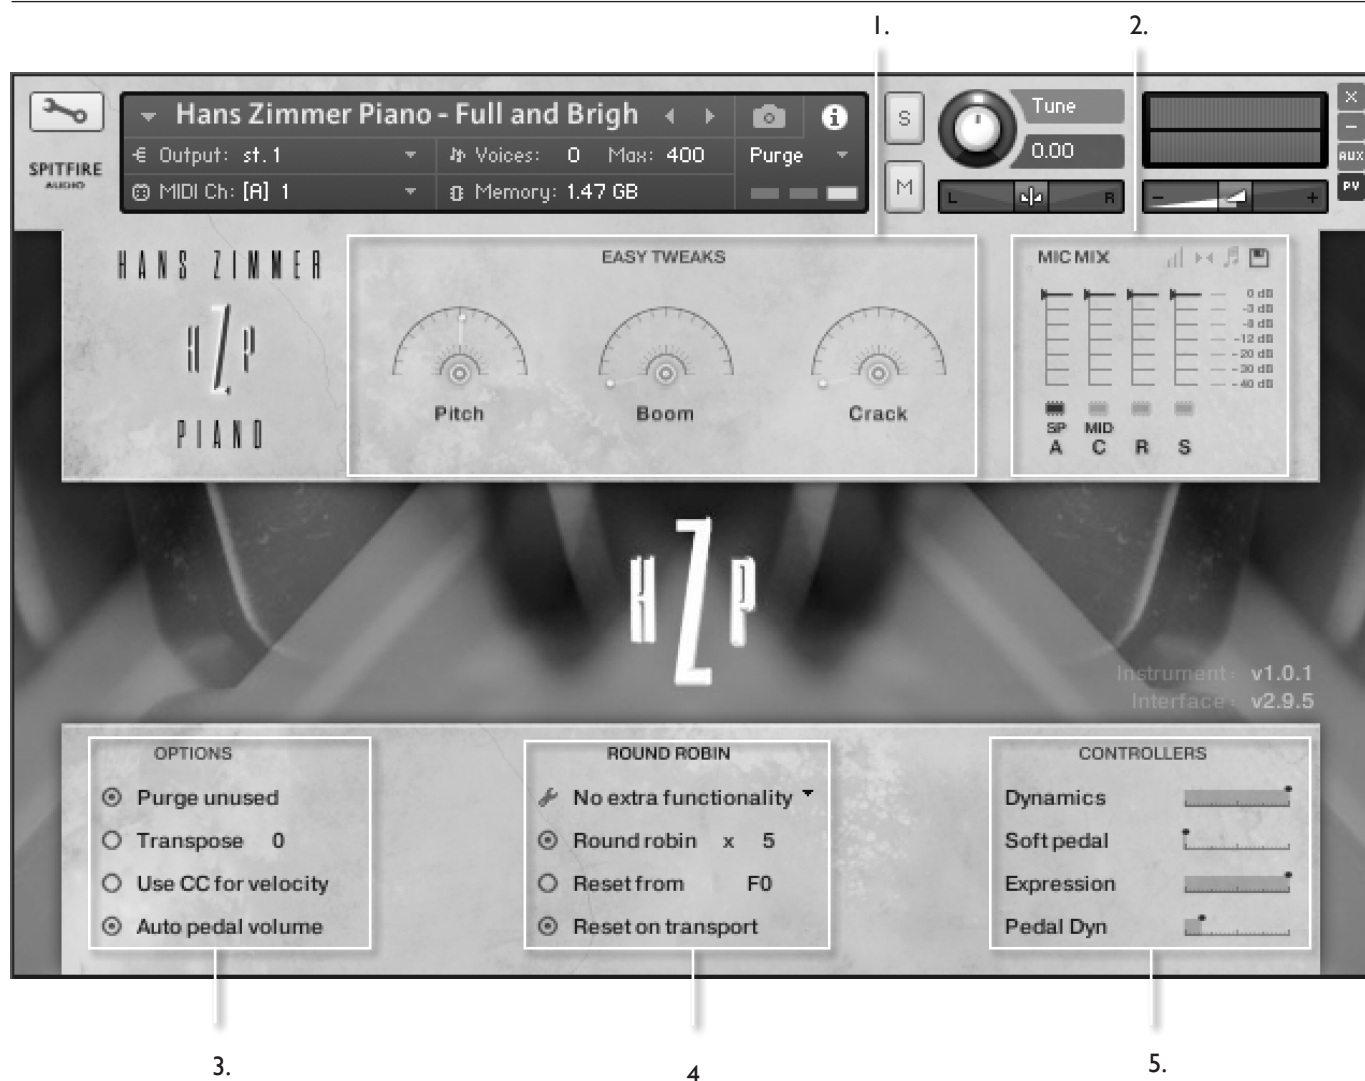 1. 2.
Hans Zimmer Piano - Full and Brigh
S
Tune
X
SPITFIRE
AUDIO
Output: st. 1
Voices: 0 Max: 400
Purge
0.00
AUX
MIDI Ch: [A] 1
Memory: 1.47 GB
M
L R
- +
PV
HANS ZIMMER
HZP
PIANO
EASY TWEAKS
Pitch Boom Crack
MIC MIX
0 dB
-3 dB
-8 dB
-12 dB
-20 dB
-30 dB
-40 dB
SP MID
A C R S
HZP
Instrument: v1.0.1
Interface: v2.9.5
OPTIONS
Purge unused
Transpose 0
Use CC for velocity
Auto pedal volume
ROUND ROBIN
No extra functionality
Round robin x 5
Reset from F0
Reset on transport
CONTROLLERS
Dynamics
Soft pedal
Expression
Pedal Dyn
3. 4 5.